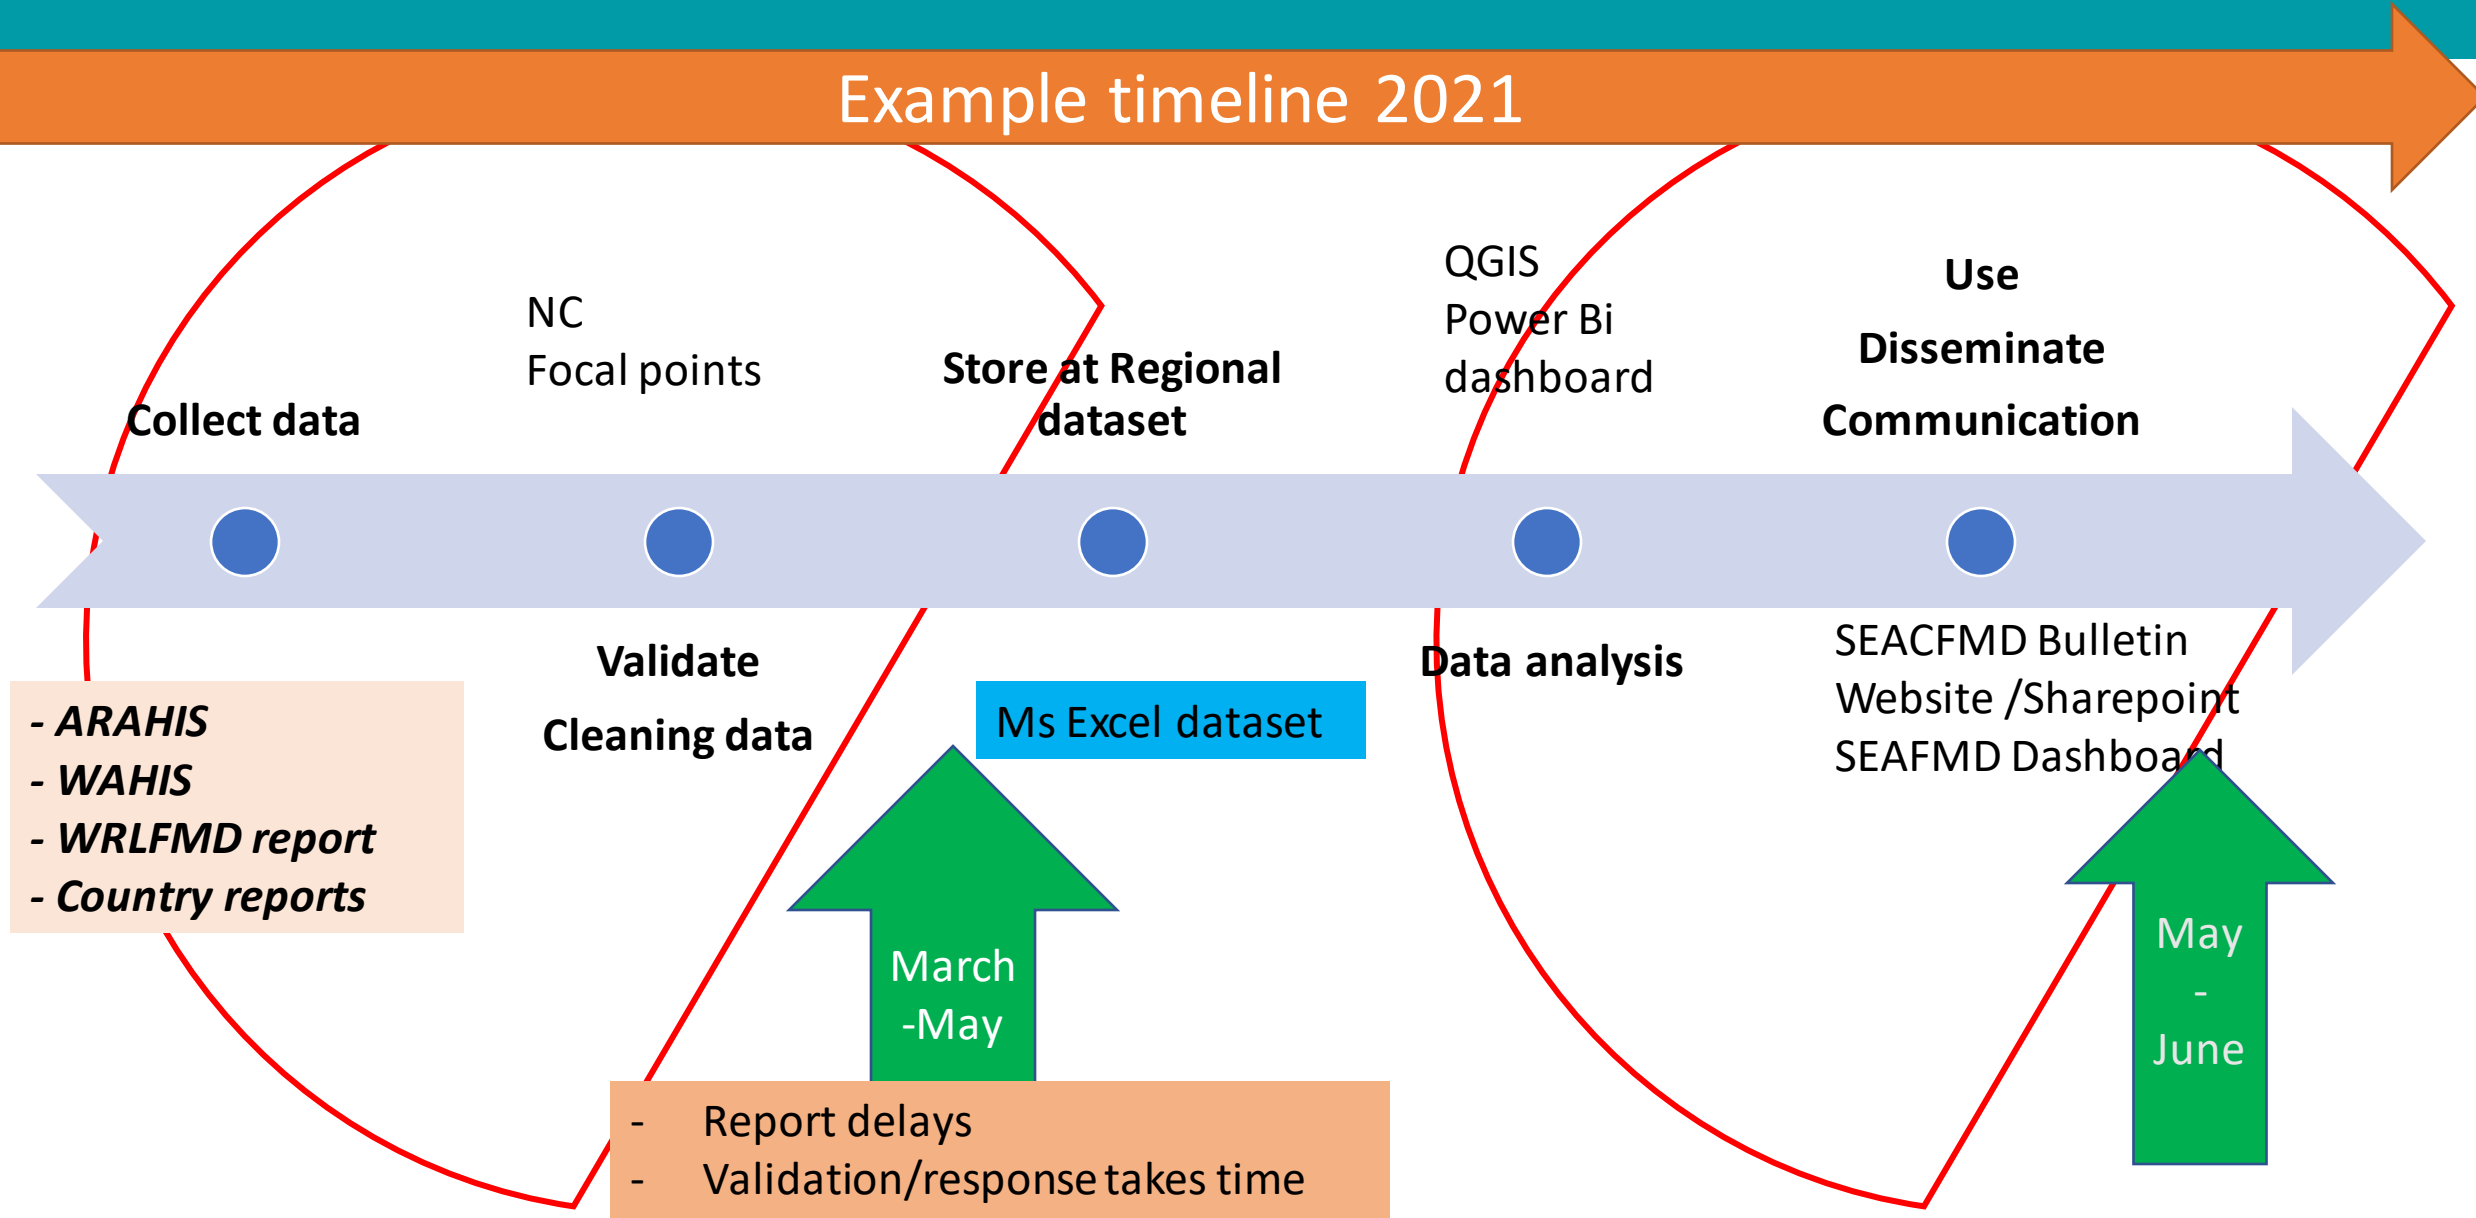 Example timeline 2021
Collect data
- ARAHIS
- WAHIS
- WRLFMD report
- Country reports
NC
Focal points
Validate
Cleaning data
Store at Regional
dataset
Ms Excel dataset
March
-May
- Report delays
- Validation/response takes time
QGIS
Power Bi
dashboard
Data analysis
Use
Disseminate
Communication
SEACFMD Bulletin
Website /Sharepoint
SEAFMD Dashboard
May
-
June